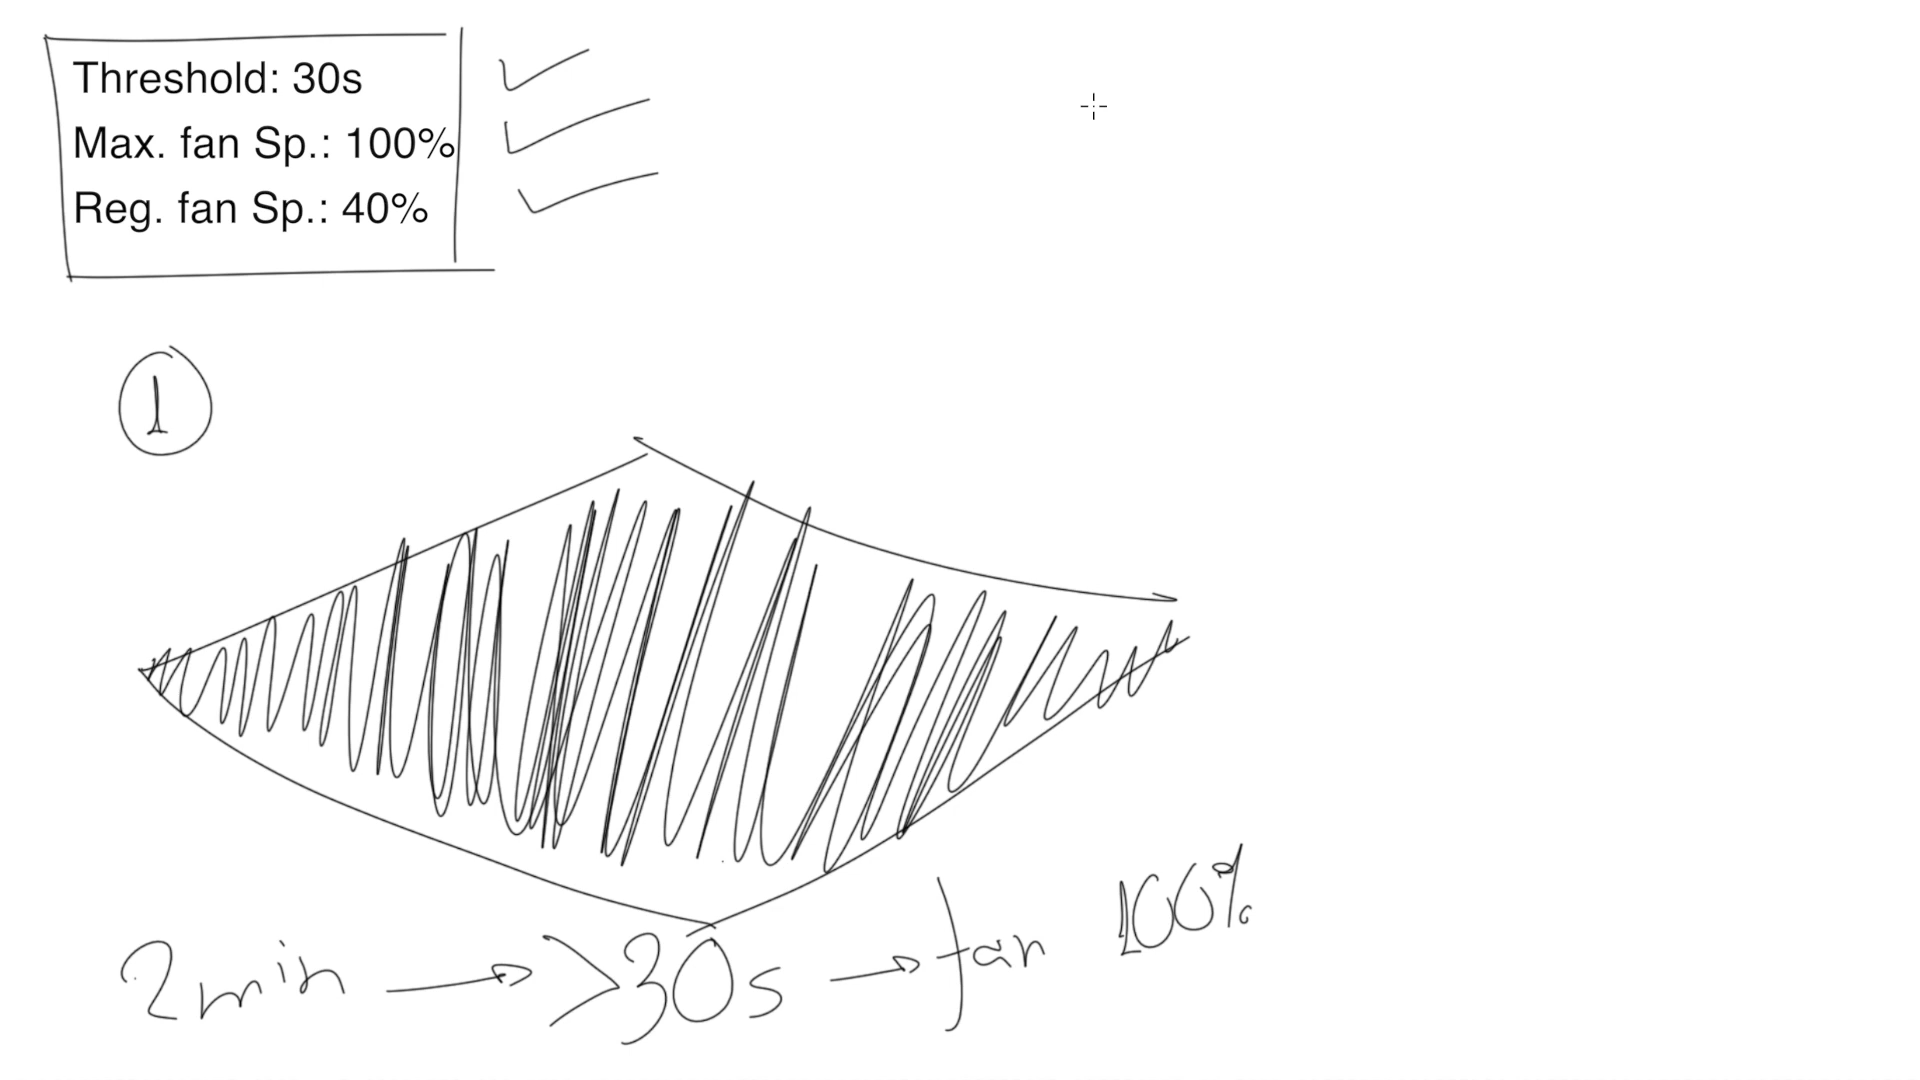 Threshold: 30s
Max. fan Sp.: 100%
Reg. fan Sp.: 40%
1
2min → >30s → fan 100%